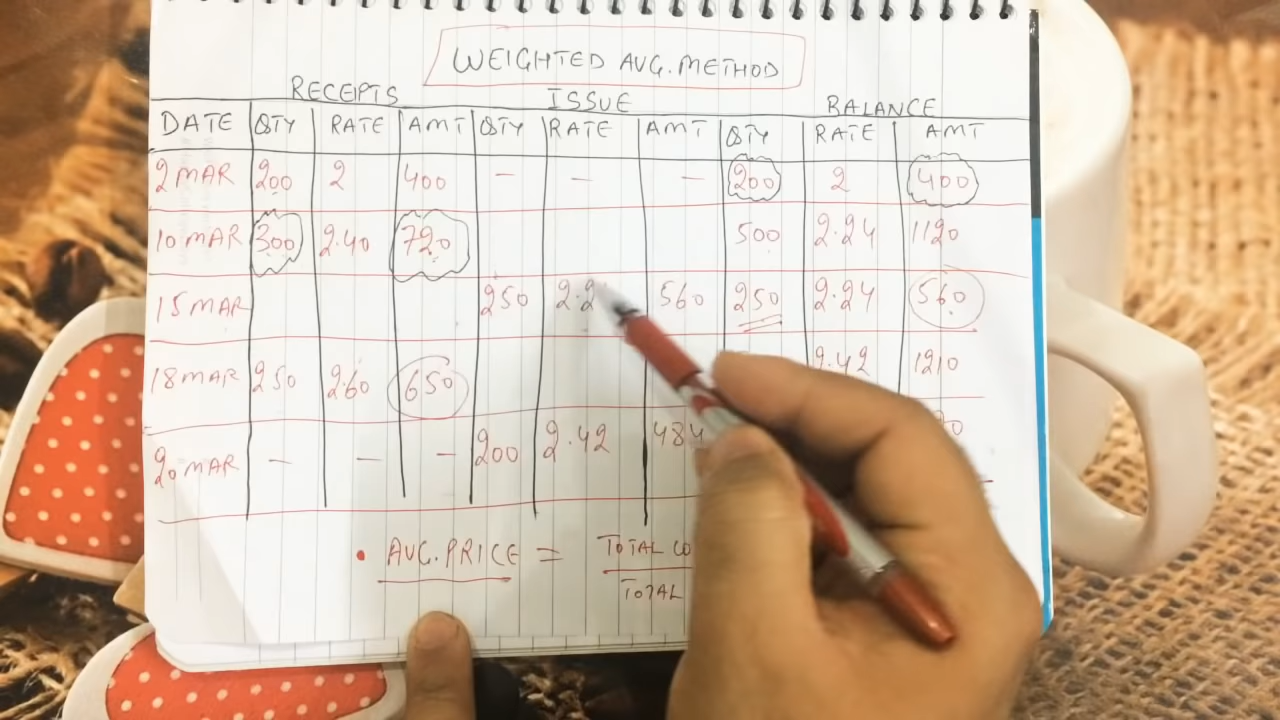 WEIGHTED AVG. METHOD
RECEIPTS ISSUE BALANCE
DATE QTY RATE AMT QTY RATE AMT QTY RATE AMT
2 MAR 200 2 400 — — — 200 2 400
10 MAR 300 2.40 720 500 2.24 1120
15 MAR 250 2.2 560 250 2.24 560
18 MAR 250 2.60 650 2.42 1210
20 MAR — — — 200 2.42 484
• AVG. PRICE = TOTAL
TOTAL